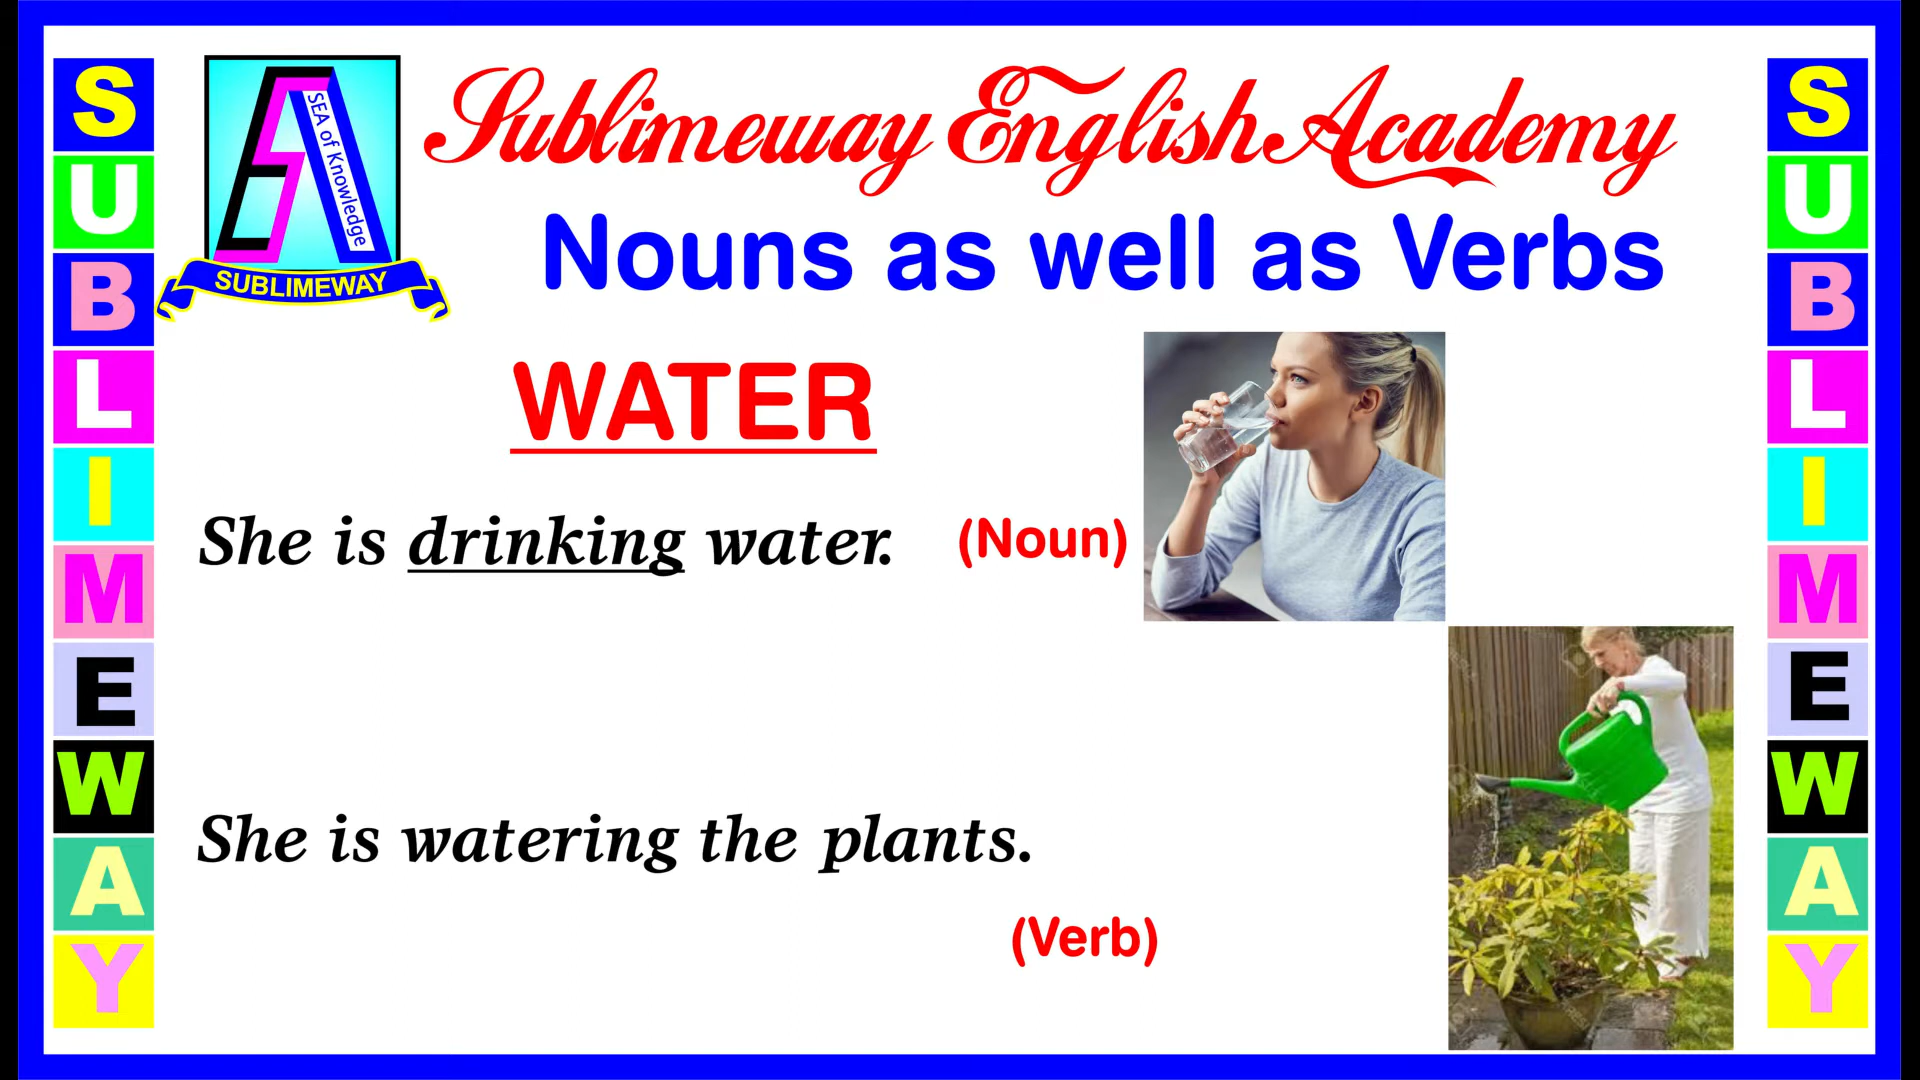 SUBLIMEWAY
SEA of Knowledge
SUBLIMEWAY
Sublimeway English Academy
Nouns as well as Verbs
WATER
She is drinking water. (Noun)
She is watering the plants.
(Verb)
SUBLIMEWAY